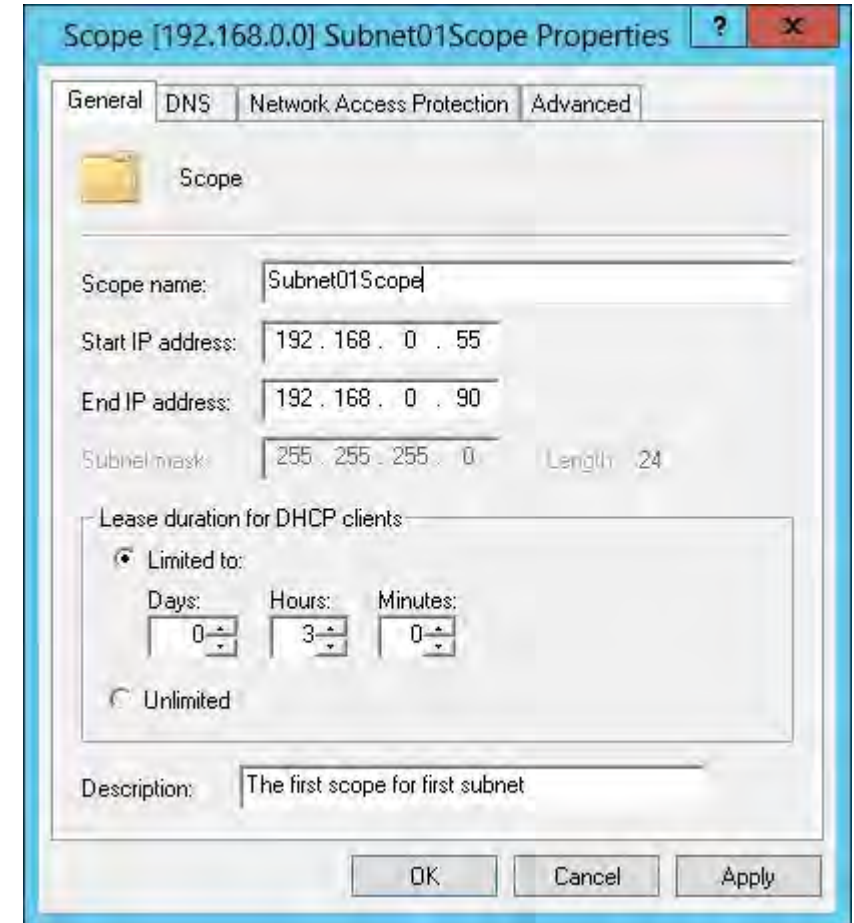 Scope [192.168.0.0] Subnet01Scope Properties ? x
General DNS Network Access Protection Advanced
Scope
Scope name: Subnet01Scope
Start IP address: 192 . 168 . 0 . 55
End IP address: 192 . 168 . 0 . 90
Subnet mask: 255 . 255 . 255 . 0 Length: 24
Lease duration for DHCP clients
Limited to:
Days: Hours: Minutes:
0 3 0
Unlimited
Description: The first scope for first subnet
OK Cancel Apply